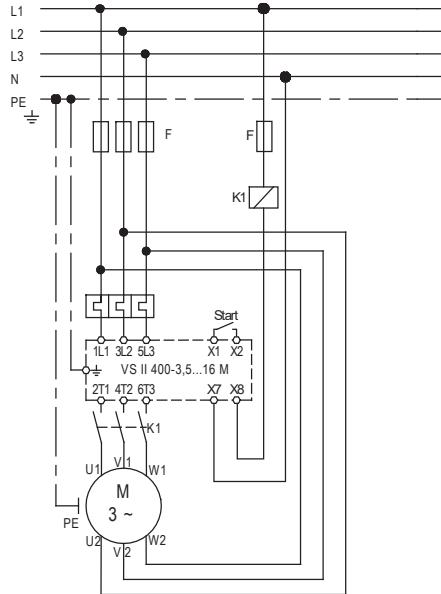 L1
L2
L3
N
PE
F
F
K1
Start
1L1 3L2 5L3 X1 X2
VS II 400-3,5...16 M
2T1 4T2 6T3 X7 X8
K1
U1 V1 W1
M
3 ~
PE
U2 V2 W2